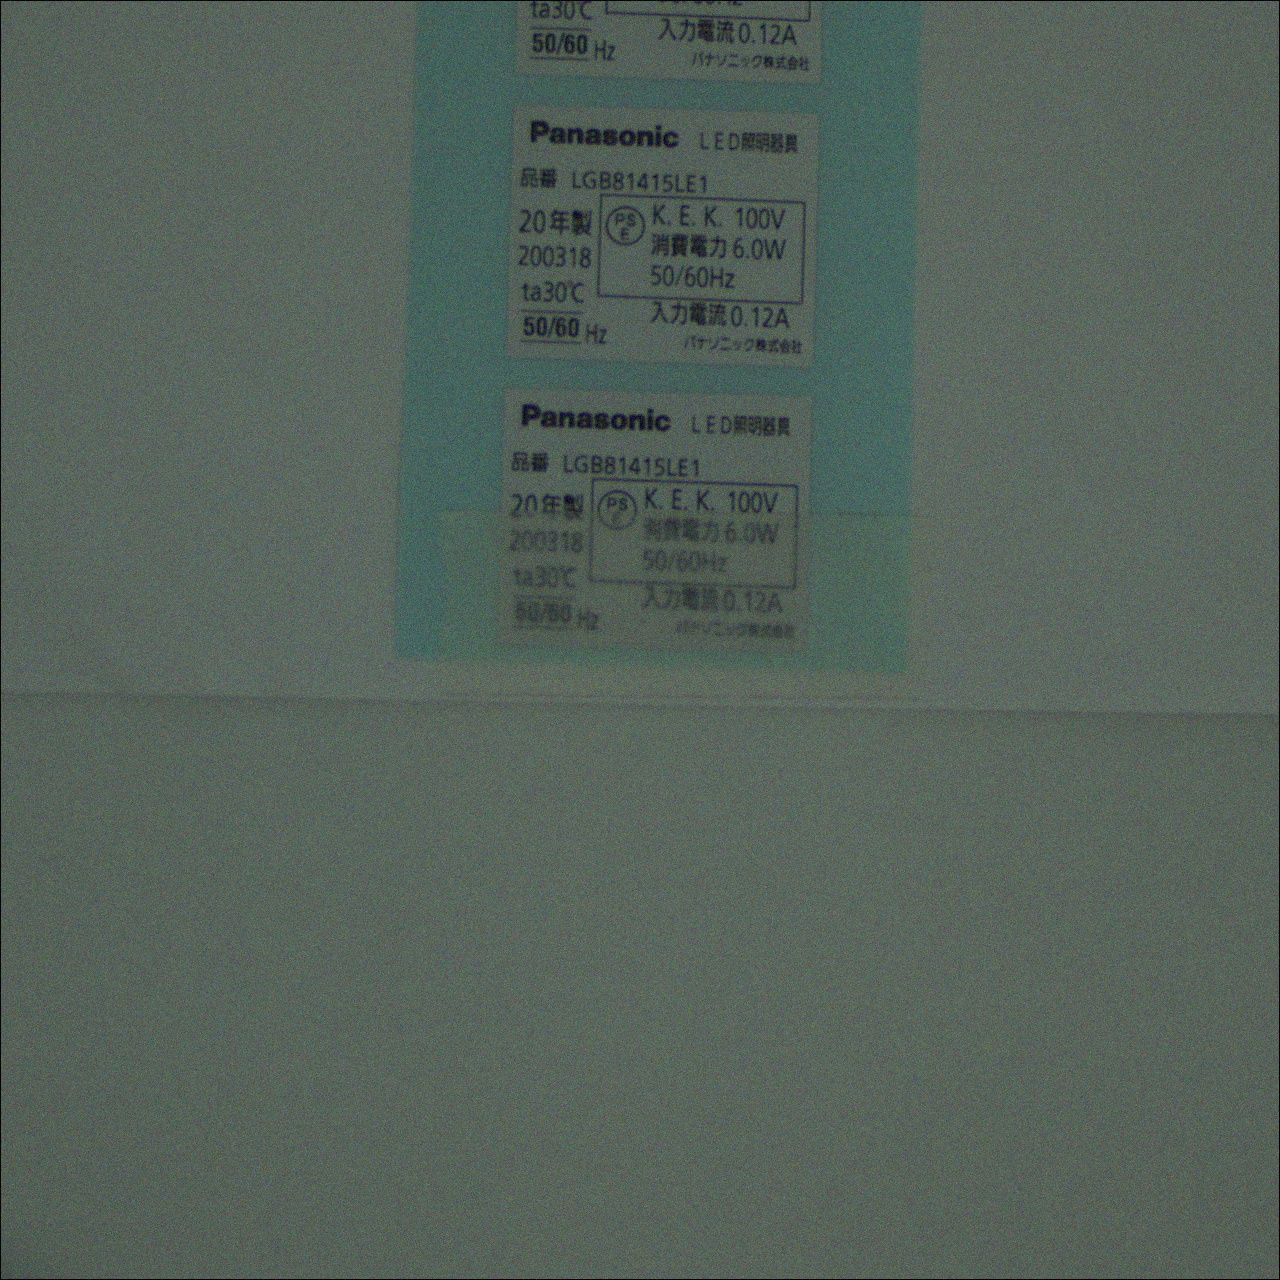 ta30℃
50/60 Hz
入力電流 0.12A
パナソニック株式会社
Panasonic LED照明器具
品番 LGB81415LE1
20年製
200318
ta30℃
50/60 Hz
PS
E
K. E. K. 100V
消費電力 6.0W
50/60Hz
入力電流 0.12A
パナソニック株式会社
Panasonic LED照明器具
品番 LGB81415LE1
20年製
200318
ta30℃
50/60 Hz
PS
E
K. E. K. 100V
消費電力 6.0W
50/60Hz
入力電流 0.12A
パナソニック株式会社